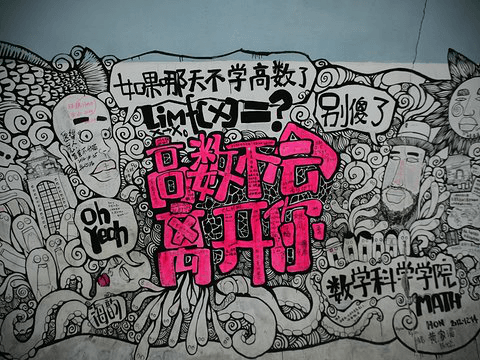 如果哪天不学高数了
Lim f(x)=?
别傻了
高数不会
离开你
Oh
Yeah
?
数学科学学院
MATH